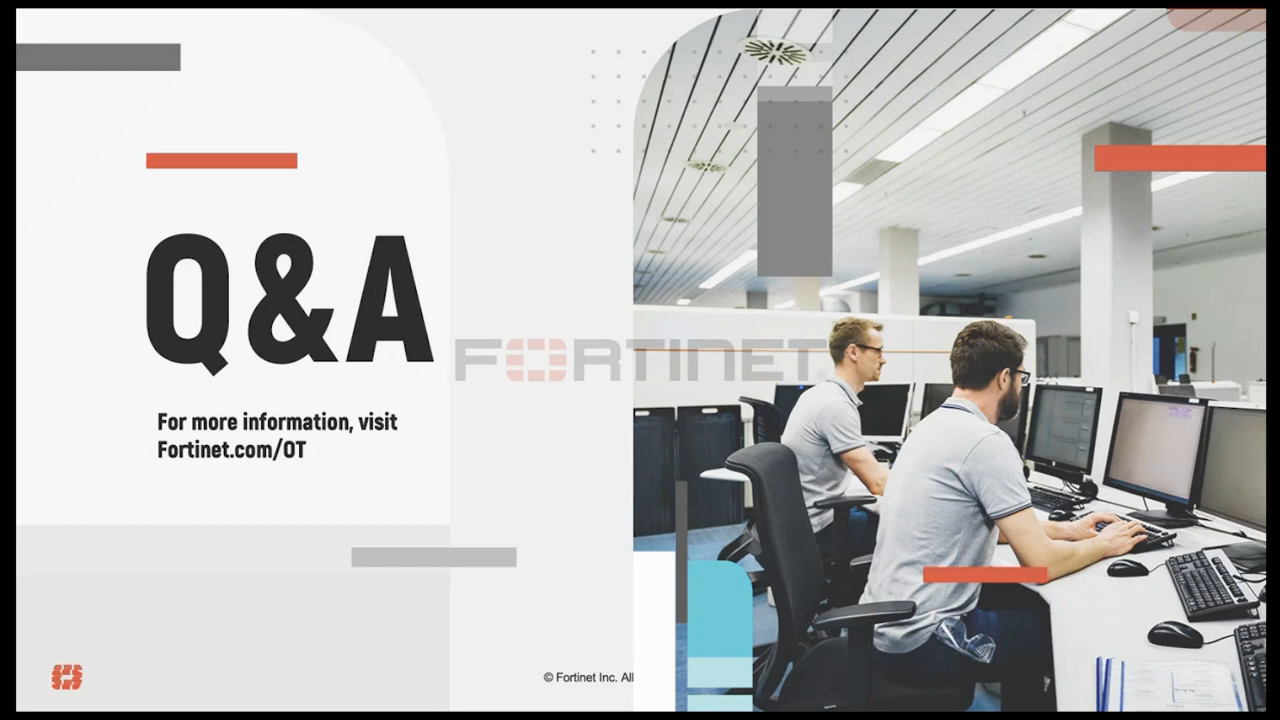 Q&A
FORTINET
For more information, visit
Fortinet.com/OT
© Fortinet Inc. All